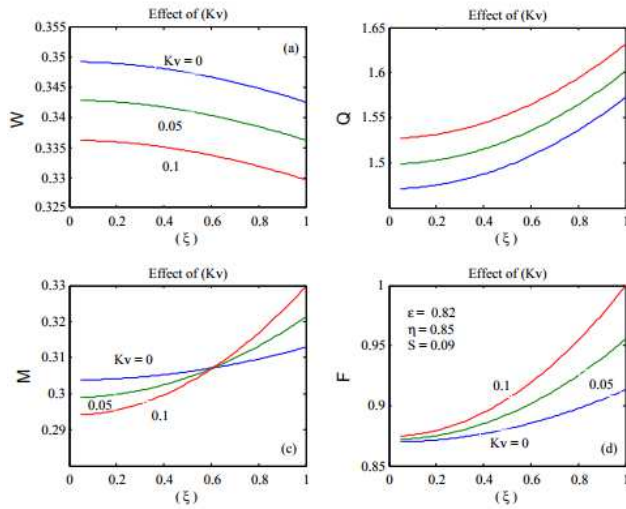 Effect of (Kv)
0.355
0.35
0.345
0.34
0.335
0.33
0.325
W
(a)
Kv = 0
0.05
0.1
0
0.2
0.4
0.6
0.8
1
( ξ )
Effect of (Kv)
1.65
1.6
1.55
1.5
1.45
Q
0
0.2
0.4
0.6
0.8
1
( ξ )
Effect of (Kv)
0.33
0.32
0.31
0.3
0.29
M
Kv = 0
0.05
0.1
(c)
0
0.2
0.4
0.6
0.8
1
( ξ )
Effect of (Kv)
1
0.95
0.9
0.85
F
ε = 0.82
η = 0.85
S = 0.09
0.1
0.05
Kv = 0
(d)
0
0.2
0.4
0.6
0.8
1
( ξ )